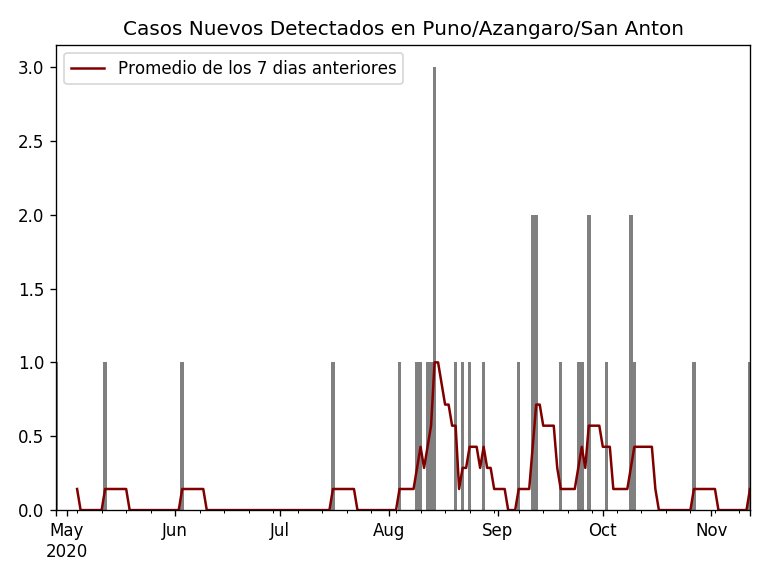 Casos Nuevos Detectados en Puno/Azangaro/San Anton
Promedio de los 7 dias anteriores
3.0
2.5
2.0
1.5
1.0
0.5
0.0
May Jun Jul Aug Sep Oct Nov
2020